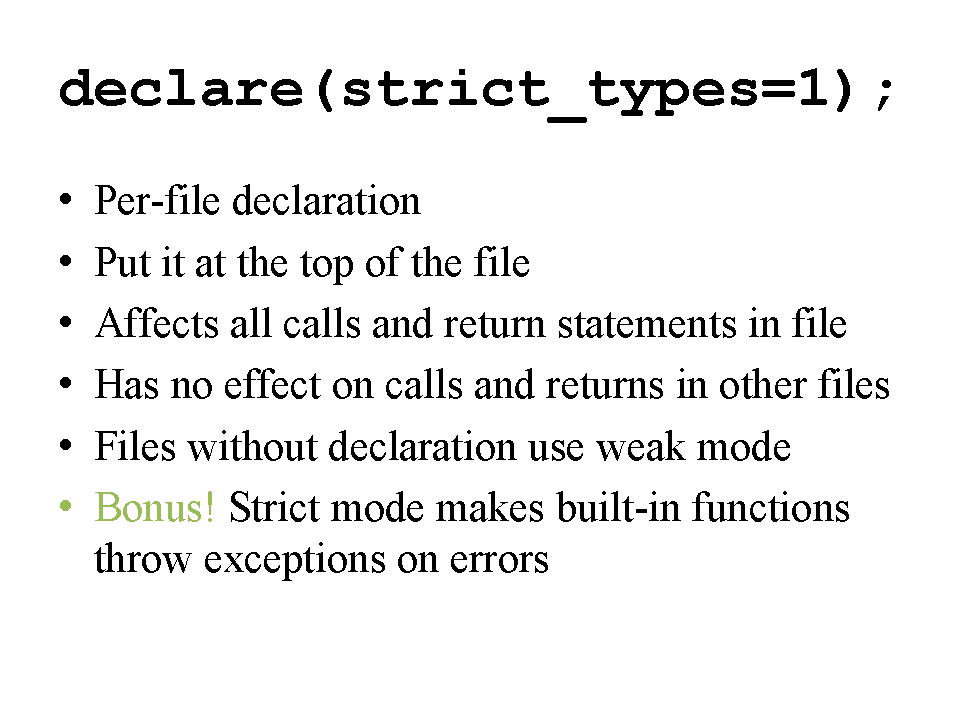 declare(strict_types=1);
• Per-file declaration
• Put it at the top of the file
• Affects all calls and return statements in file
• Has no effect on calls and returns in other files
• Files without declaration use weak mode
• Bonus! Strict mode makes built-in functions
throw exceptions on errors